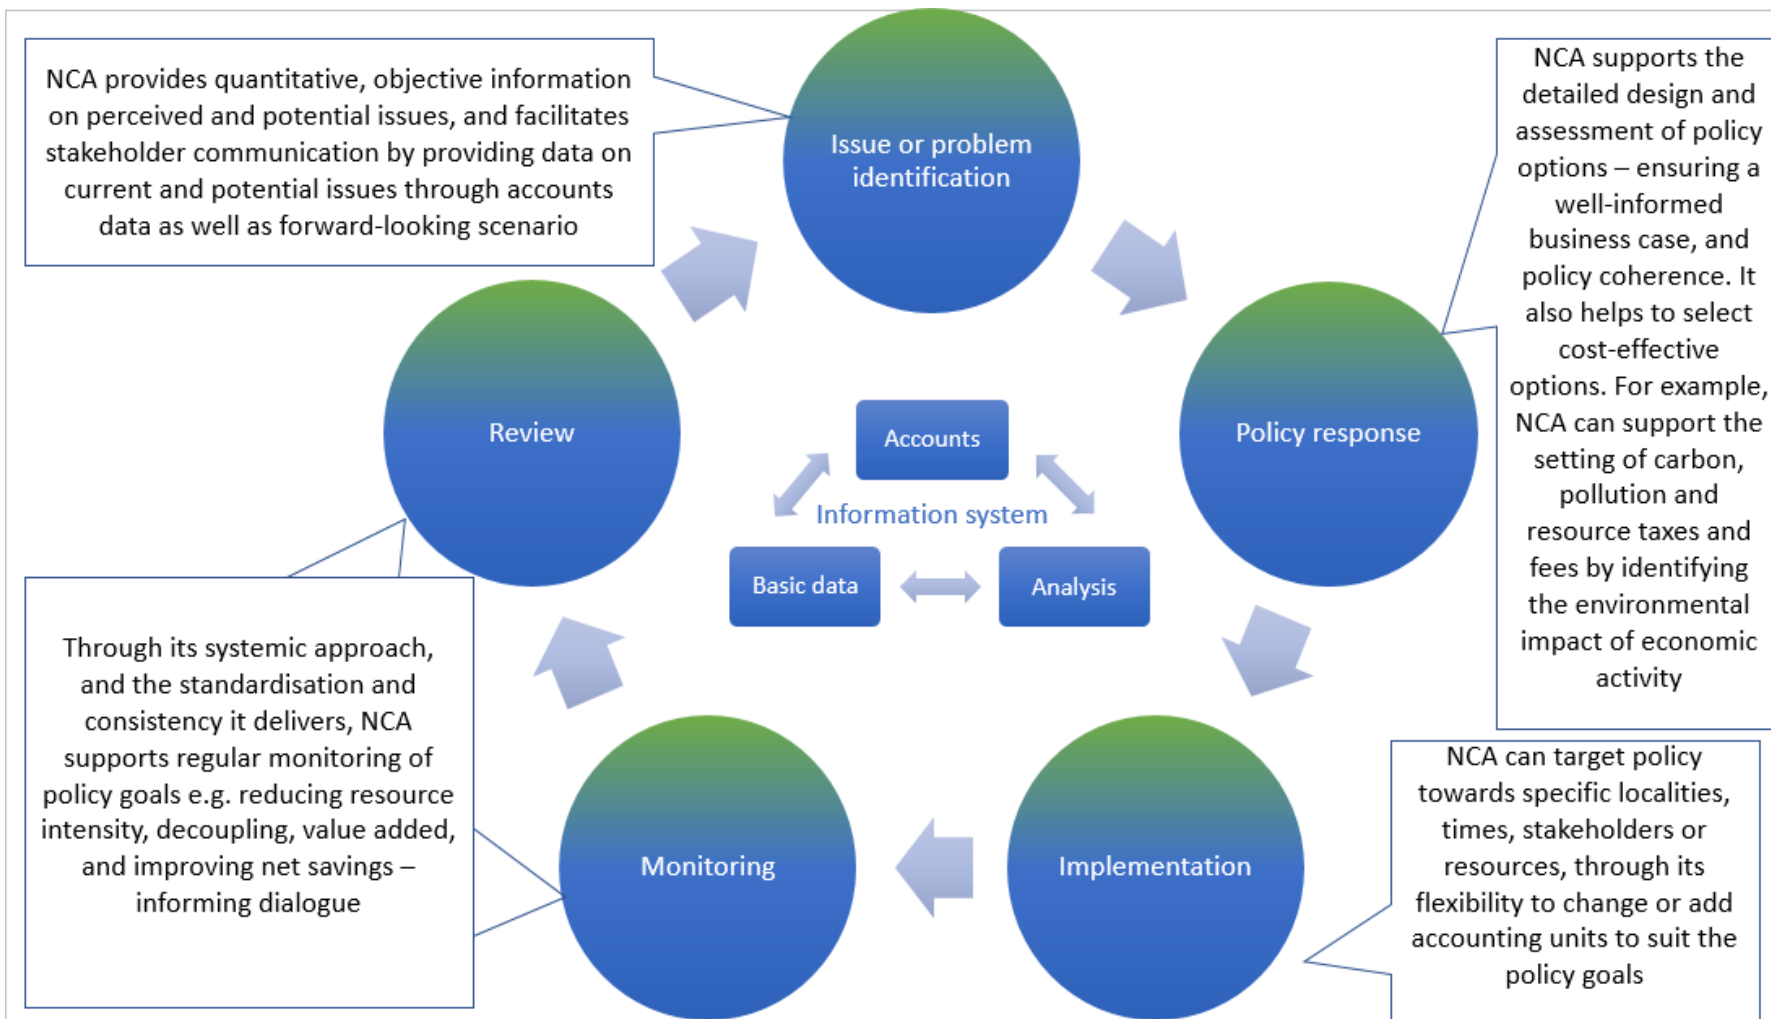 NCA provides quantitative, objective information
on perceived and potential issues, and facilitates
stakeholder communication by providing data on
current and potential issues through accounts
data as well as forward-looking scenario
Issue or problem
identification
NCA supports the
detailed design and
assessment of policy
options – ensuring a
well-informed
business case, and
policy coherence. It
also helps to select
cost-effective
options. For example,
NCA can support the
setting of carbon,
pollution and
resource taxes and
fees by identifying
the environmental
impact of economic
activity
Review
Policy response
Accounts
Information system
Basic data
Analysis
Through its systemic approach,
and the standardisation and
consistency it delivers, NCA
supports regular monitoring of
policy goals e.g. reducing resource
intensity, decoupling, value added,
and improving net savings –
informing dialogue
Monitoring
Implementation
NCA can target policy
towards specific localities,
times, stakeholders or
resources, through its
flexibility to change or add
accounting units to suit the
policy goals